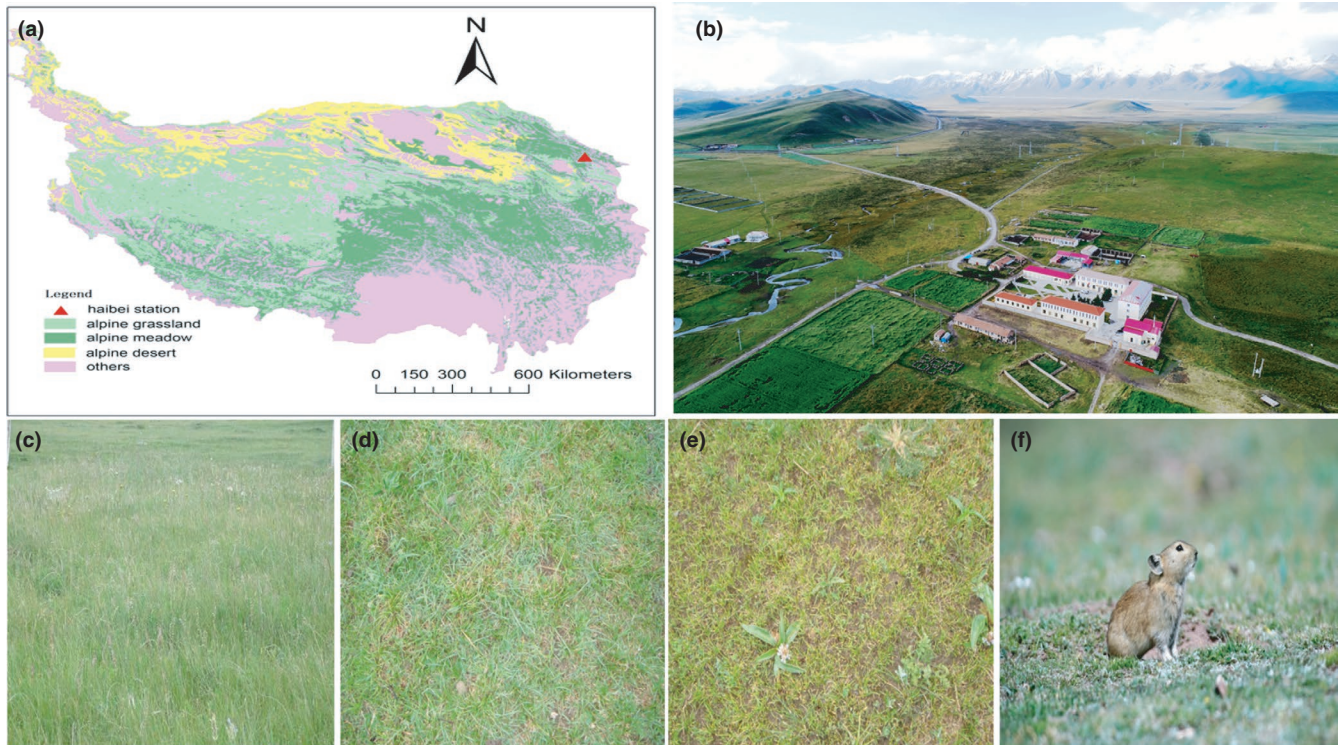 (a)
N
Legend
haibei station
alpine grassland
alpine meadow
alpine desert
others
0 150 300 600 Kilometers
(b)
(c)
(d)
(e)
(f)